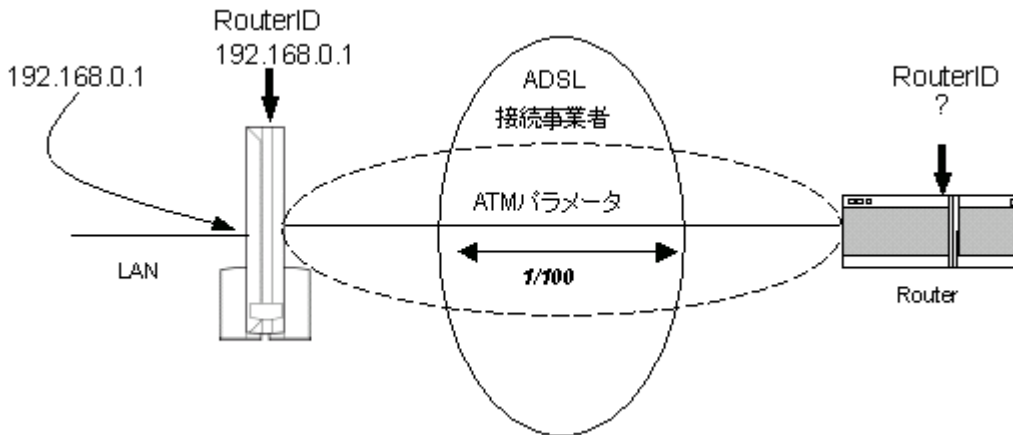 RouterID
192.168.0.1
192.168.0.1
ADSL
接続事業者
RouterID
?
ATMパラメータ
1/100
LAN
Router